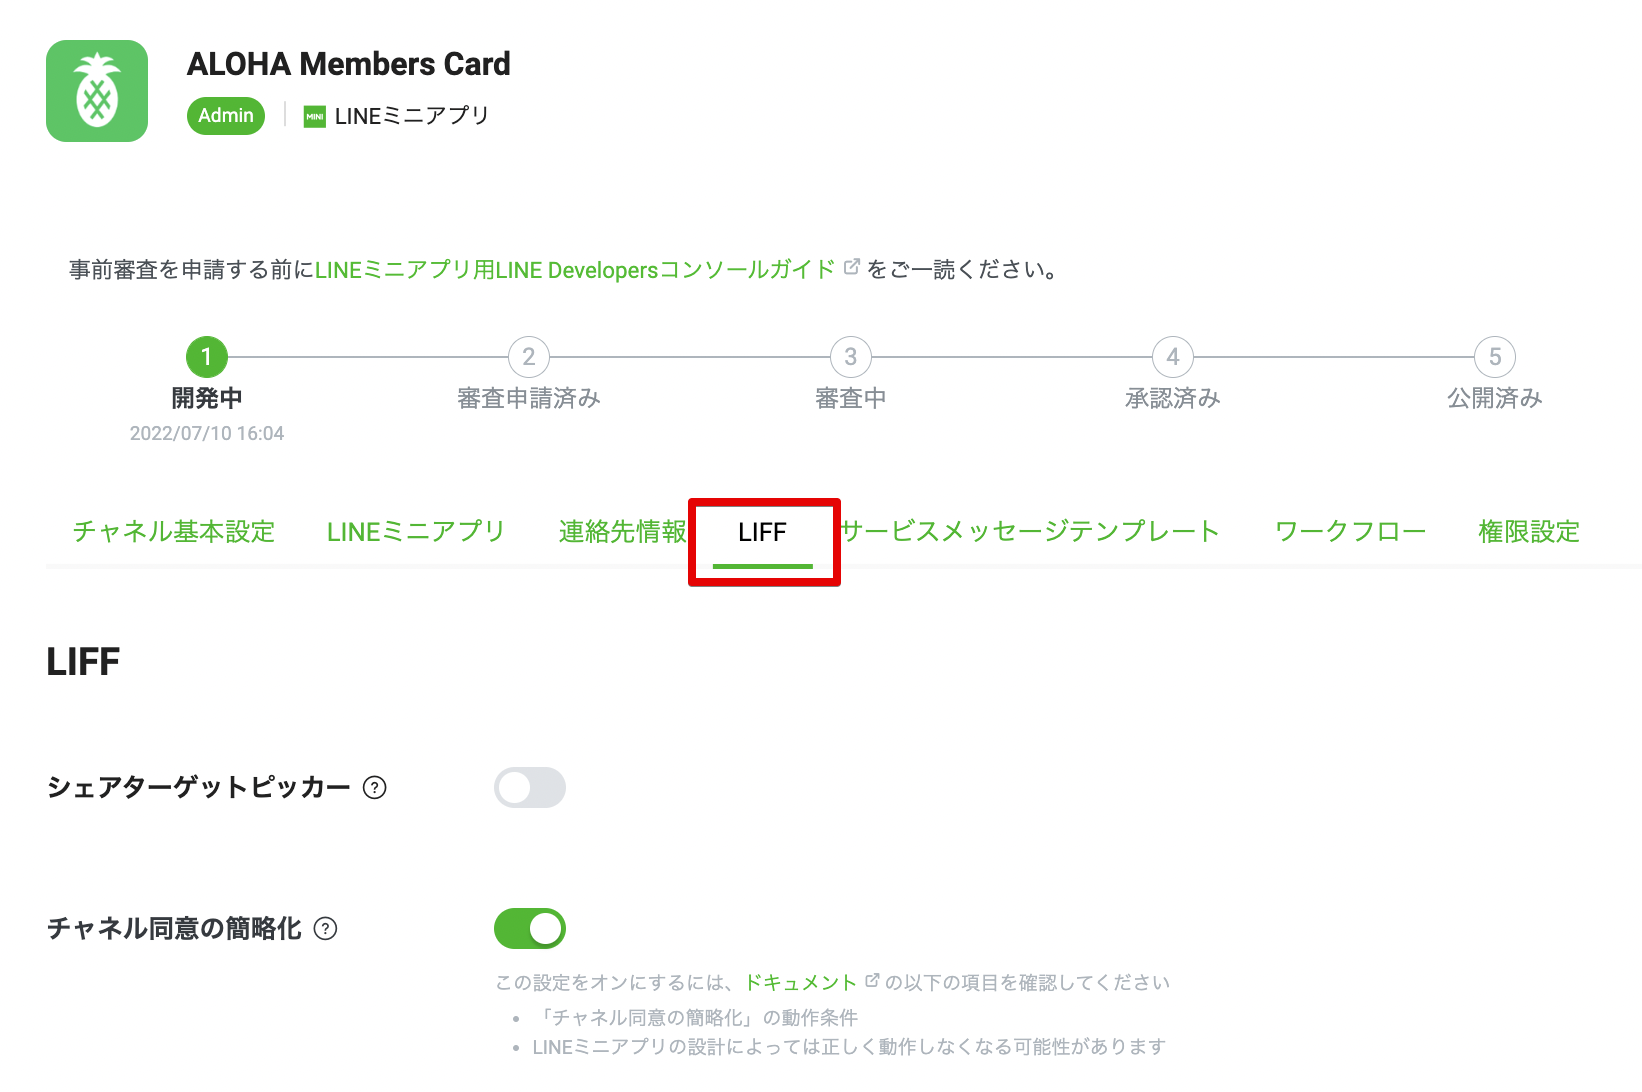 ALOHA Members Card
Admin MINI LINEミニアプリ
事前審査を申請する前にLINEミニアプリ用LINE Developersコンソールガイド をご一読ください。
1 2 3 4 5
開発中 審査申請済み 審査中 承認済み 公開済み
2022/07/10 16:04
チャネル基本設定 LINEミニアプリ 連絡先情報 LIFF サービスメッセージテンプレート ワークフロー 権限設定
LIFF
シェアターゲットピッカー ?
チャネル同意の簡略化 ?
この設定をオンにするには、ドキュメント の以下の項目を確認してください
• 「チャネル同意の簡略化」の動作条件
• LINEミニアプリの設計によっては正しく動作しなくなる可能性があります